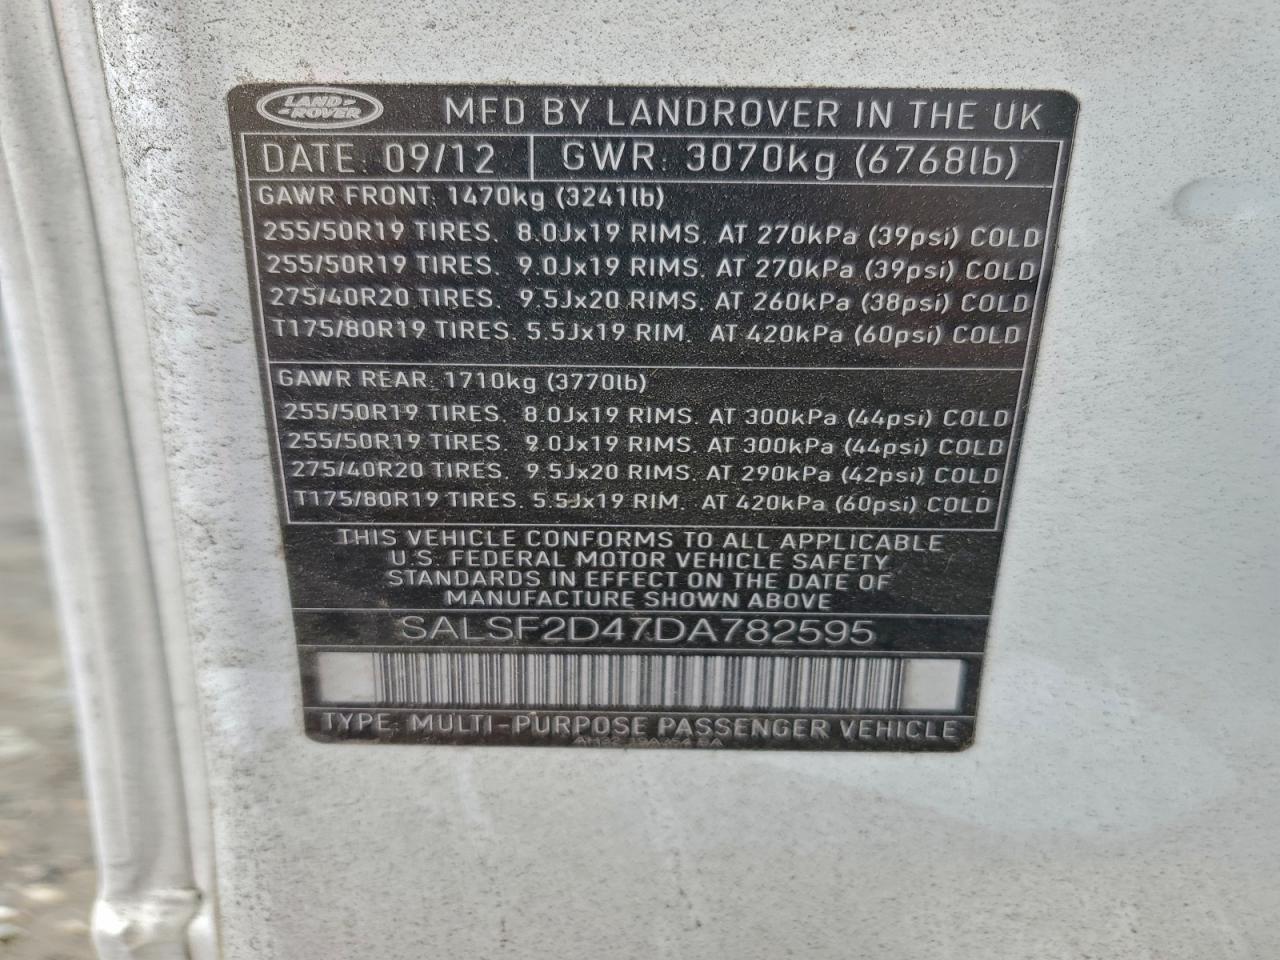 LAND ROVER
MFD BY LANDROVER IN THE UK
DATE: 09/12 | GWR: 3070kg (6768lb)
GAWR FRONT: 1470kg (3241lb)
255/50R19 TIRES. 8.0Jx19 RIMS. AT 270kPa (39psi) COLD
255/50R19 TIRES. 9.0Jx19 RIMS. AT 270kPa (39psi) COLD
275/40R20 TIRES. 9.5Jx20 RIMS. AT 260kPa (38psi) COLD
T175/80R19 TIRES. 5.5Jx19 RIM. AT 420kPa (60psi) COLD
GAWR REAR: 1710kg (3770lb)
255/50R19 TIRES. 8.0Jx19 RIMS. AT 300kPa (44psi) COLD
255/50R19 TIRES. 9.0Jx19 RIMS. AT 300kPa (44psi) COLD
275/40R20 TIRES. 9.5Jx20 RIMS. AT 290kPa (42psi) COLD
T175/80R19 TIRES. 5.5Jx19 RIM. AT 420kPa (60psi) COLD
THIS VEHICLE CONFORMS TO ALL APPLICABLE
U.S. FEDERAL MOTOR VEHICLE SAFETY
STANDARDS IN EFFECT ON THE DATE OF
MANUFACTURE SHOWN ABOVE
SALSF2D47DA782595
TYPE: MULTI-PURPOSE PASSENGER VEHICLE